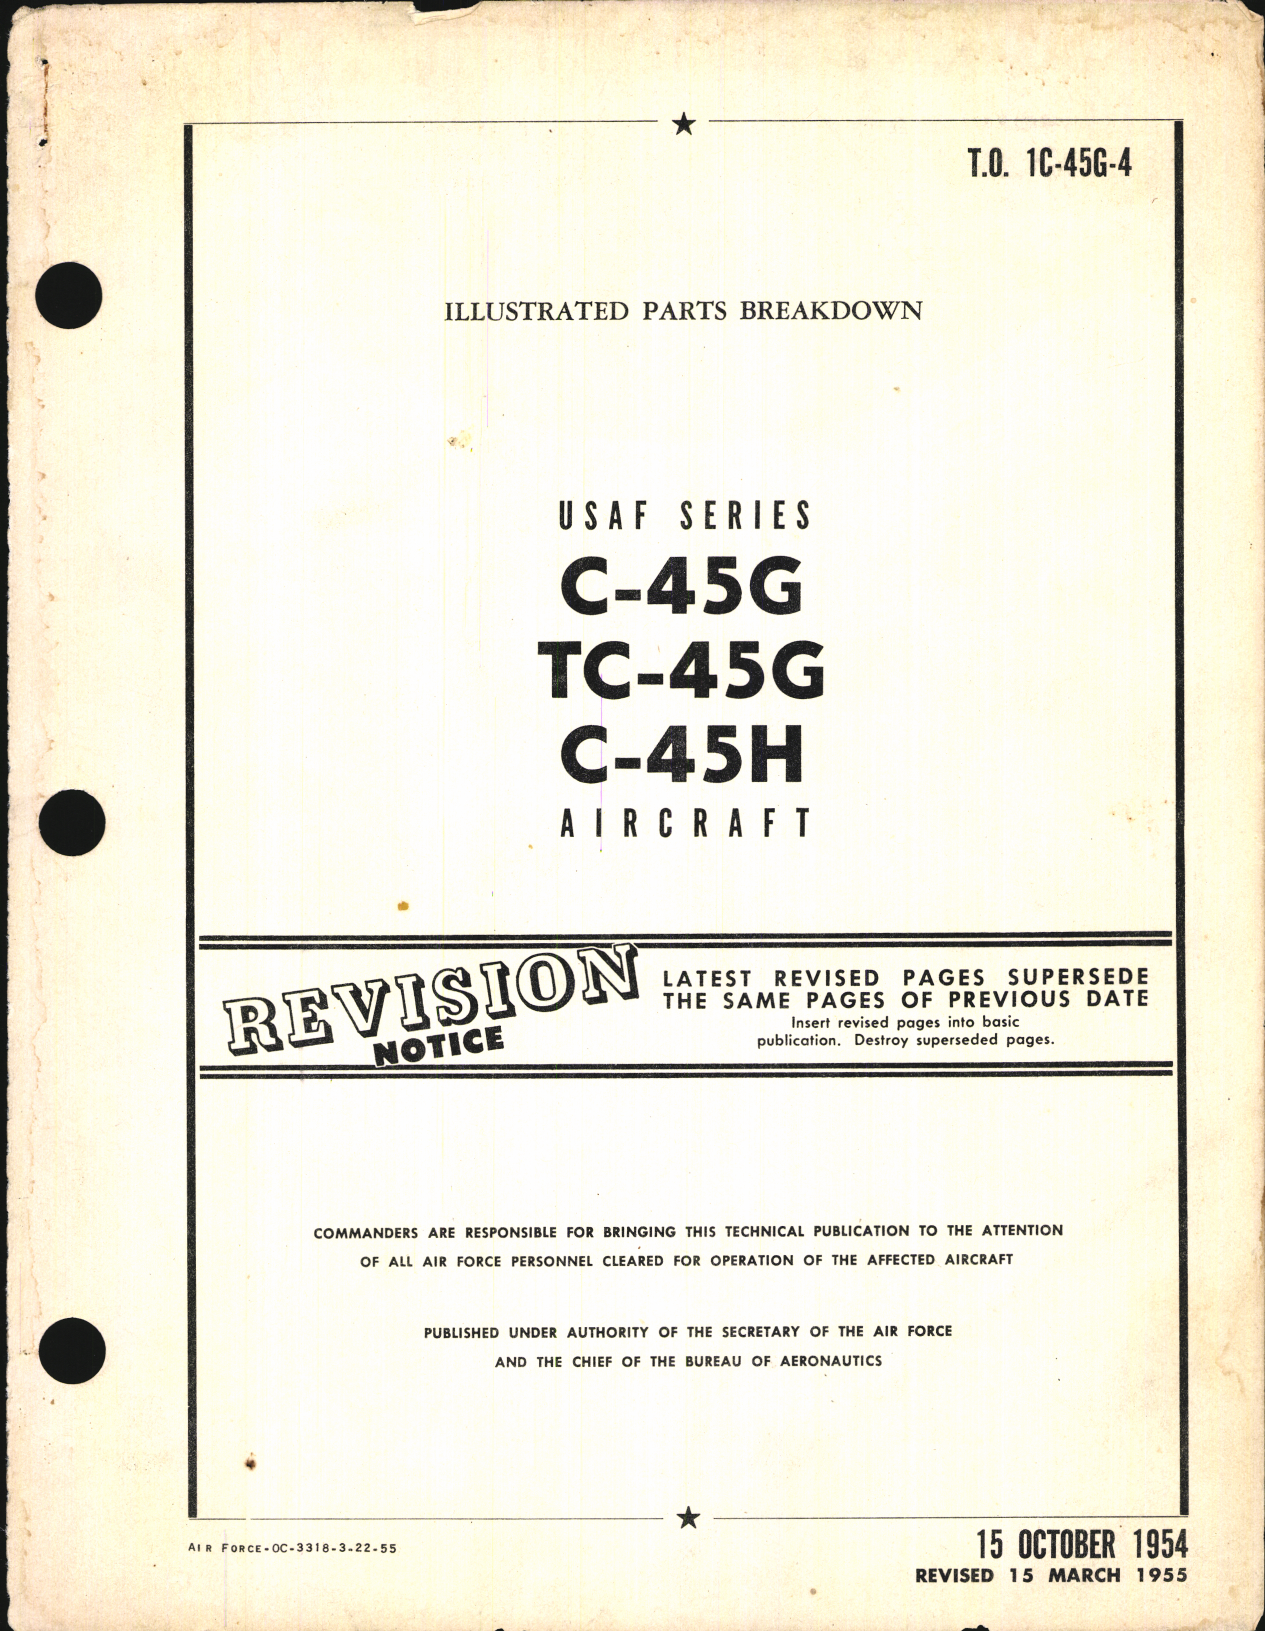 T.O. 1C-45G-4
ILLUSTRATED PARTS BREAKDOWN
USAF SERIES
C-45G
TC-45G
C-45H
AIRCRAFT
REVISION
NOTICE
LATEST REVISED PAGES SUPERSEDE
THE SAME PAGES OF PREVIOUS DATE
Insert revised pages into basic
publication. Destroy superseded pages.
COMMANDERS ARE RESPONSIBLE FOR BRINGING THIS TECHNICAL PUBLICATION TO THE ATTENTION
OF ALL AIR FORCE PERSONNEL CLEARED FOR OPERATION OF THE AFFECTED AIRCRAFT
PUBLISHED UNDER AUTHORITY OF THE SECRETARY OF THE AIR FORCE
AND THE CHIEF OF THE BUREAU OF AERONAUTICS
AIR FORCE-OC-3318-3-22-55
15 OCTOBER 1954
REVISED 15 MARCH 1955